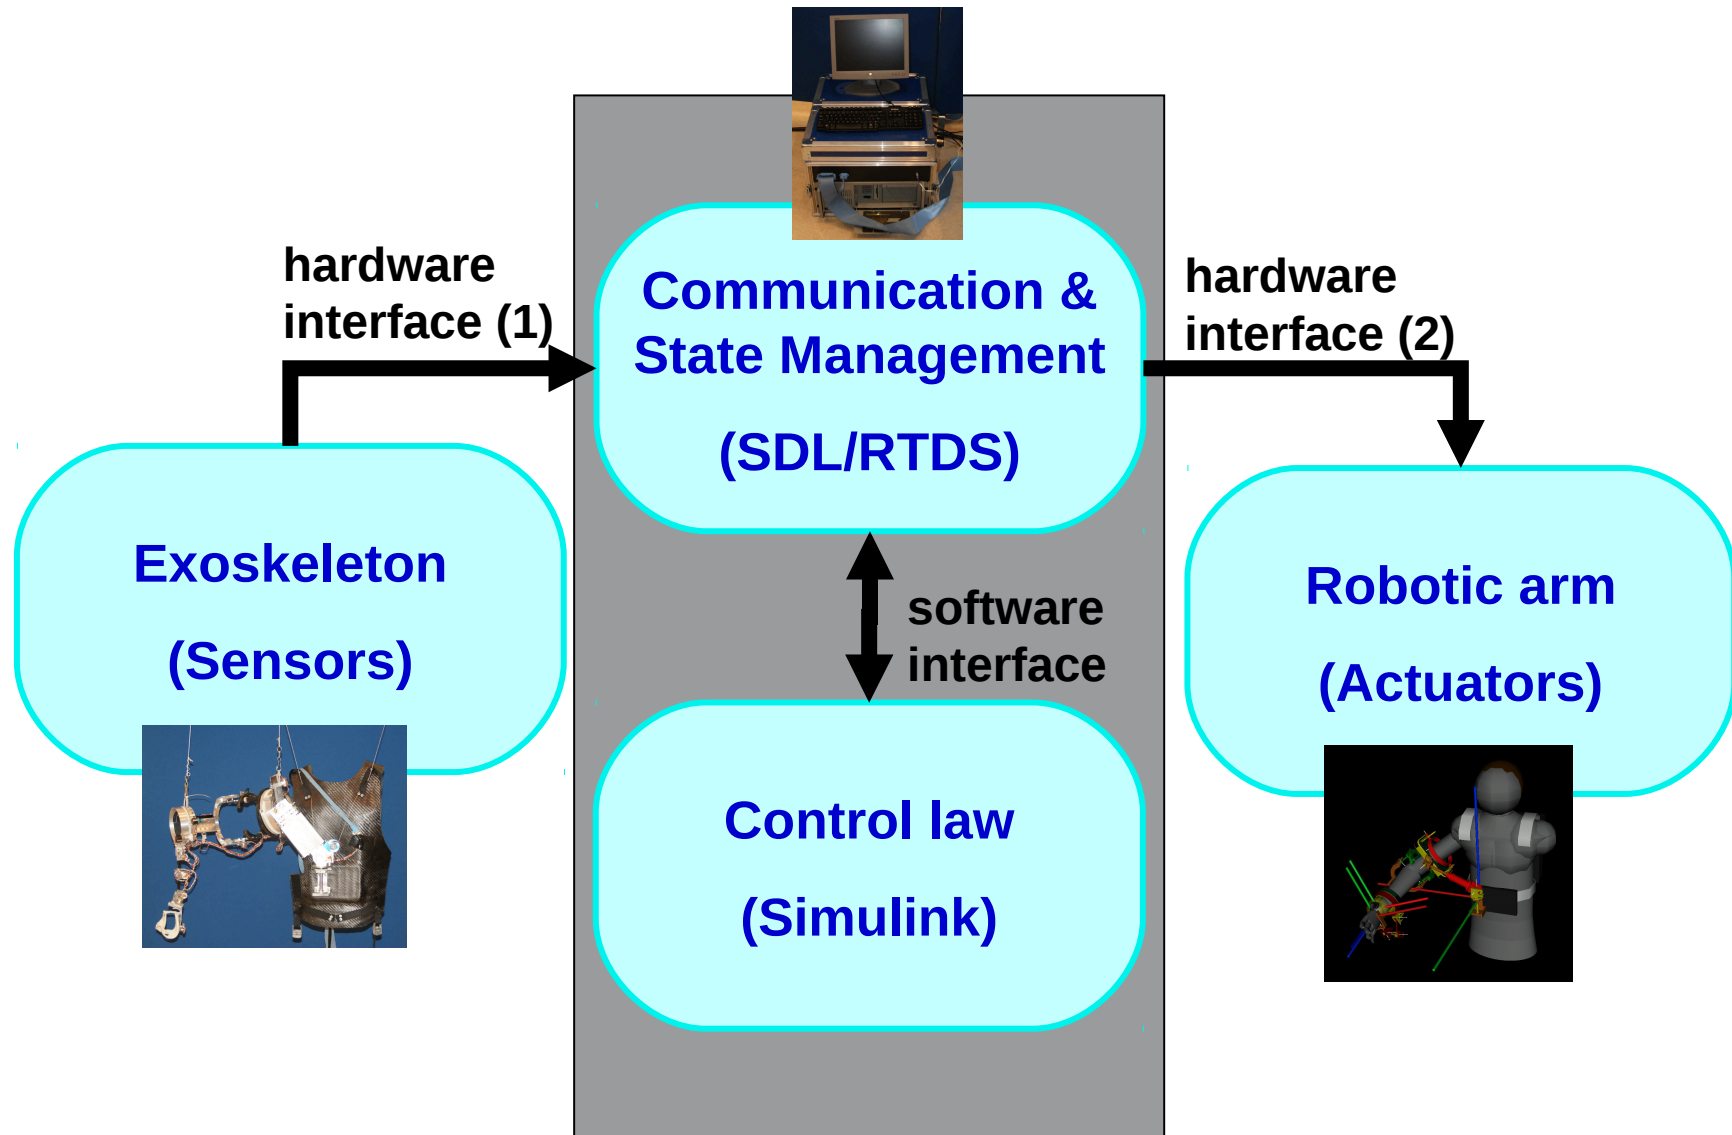 hardware
interface (1)
Communication &
State Management
(SDL/RTDS)
hardware
interface (2)
Exoskeleton
(Sensors)
software
interface
Robotic arm
(Actuators)
Control law
(Simulink)